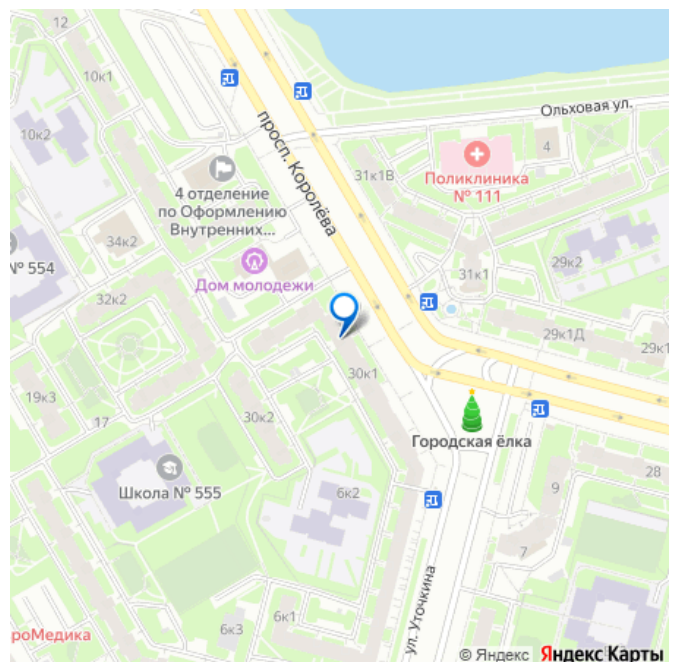 12
10к1
просп. Королёва
Ольховая ул.
10к2
4
31к1В
Поликлиника
№ 111
4 отделение
по Оформлению
Внутренних...
34к2
№ 554
29к2
31к1
Дом молодежи
32к2
29к1Д
29к1
30к1
19к3
17
30к2
Городская ёлка
Школа № 555
6к2
9
28
7
ул. Уточкина
6к1
6к3
роМедика
© Яндекс Яндекс Карты